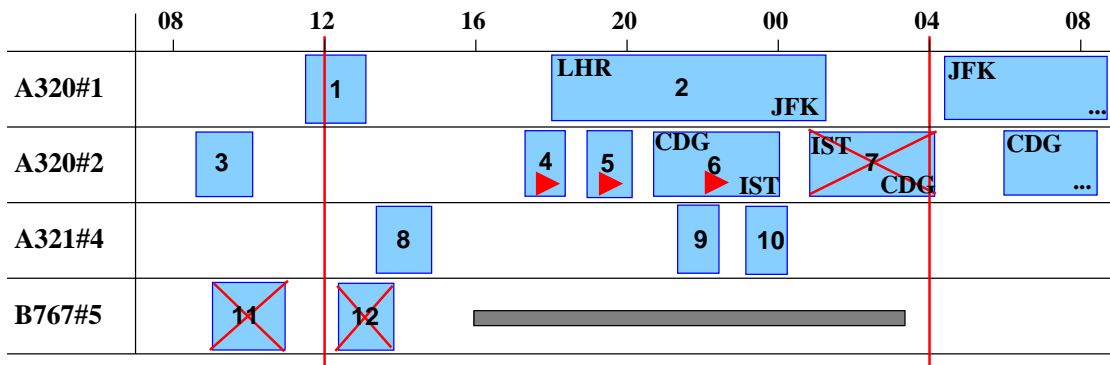 08 12 16 20 00 04 08
A320#1 1 LHR 2 JFK JFK ...
A320#2 3 4 5 CDG 6 IST IST 7 CDG CDG ...
A321#4 8 9 10
B767#5 11 12